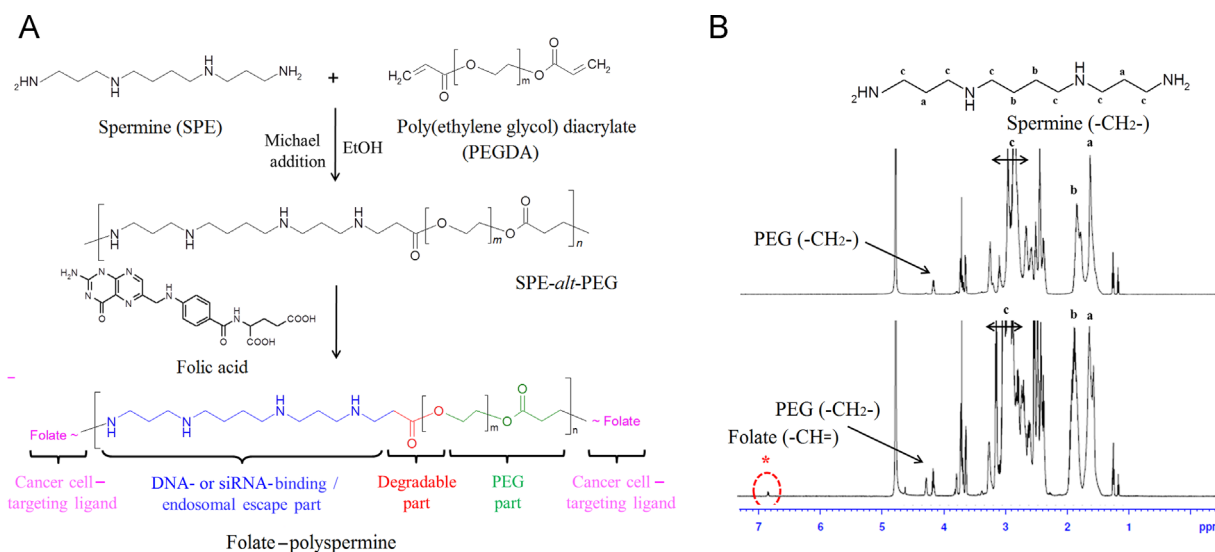 A
B
H
N
NH₂
₂HN
N
H
Spermine (SPE)
+
O
H₂C
O
m
O
CH₂
O
Poly(ethylene glycol) diacrylate
(PEGDA)
Michael
addition
EtOH
H
N
N
H
H
N
N
H
O
O
m
O
O
n
SPE-alt-PEG
H₂N
N
N
N
N
O
N
H
O
H
N
COOH
COOH
Folic acid
–
Folate ~
N
H
N
H
H
N
N
H
O
O
m
O
O
n
~ Folate
Cancer cell –
targeting ligand
DNA- or siRNA-binding /
endosomal escape part
Degradable
part
PEG
part
Cancer cell –
targeting ligand
Folate – polyspermine
₂HN
c
a
c
N
H
c
b
b
c
H
N
c
a
c
NH₂
Spermine (-CH₂-)
c
b
a
PEG (-CH₂-)
c
b
a
PEG (-CH₂-)
Folate (-CH=)
*
7 6 5 4 3 2 1 ppr